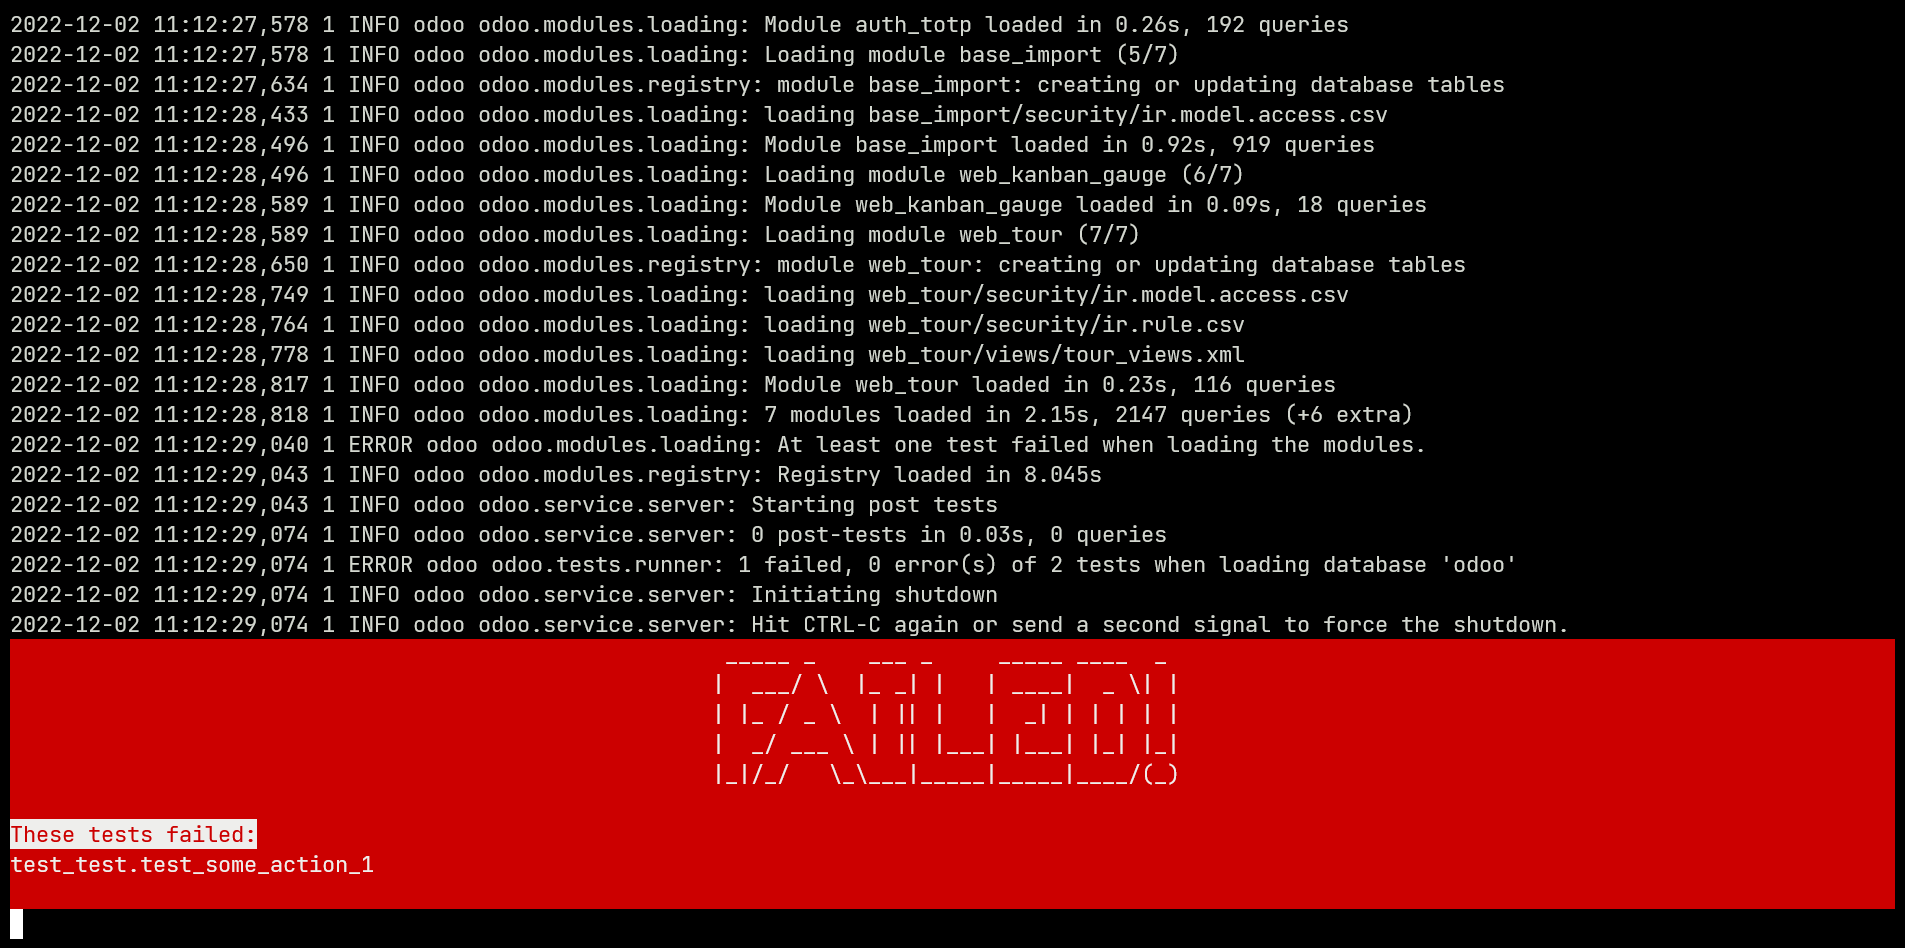 2022-12-02 11:12:27,578 1 INFO odoo odoo.modules.loading: Module auth_totp loaded in 0.26s, 192 queries
2022-12-02 11:12:27,578 1 INFO odoo odoo.modules.loading: Loading module base_import (5/7)
2022-12-02 11:12:27,634 1 INFO odoo odoo.modules.registry: module base_import: creating or updating database tables
2022-12-02 11:12:28,433 1 INFO odoo odoo.modules.loading: loading base_import/security/ir.model.access.csv
2022-12-02 11:12:28,496 1 INFO odoo odoo.modules.loading: Module base_import loaded in 0.92s, 919 queries
2022-12-02 11:12:28,496 1 INFO odoo odoo.modules.loading: Loading module web_kanban_gauge (6/7)
2022-12-02 11:12:28,589 1 INFO odoo odoo.modules.loading: Module web_kanban_gauge loaded in 0.09s, 18 queries
2022-12-02 11:12:28,589 1 INFO odoo odoo.modules.loading: Loading module web_tour (7/7)
2022-12-02 11:12:28,650 1 INFO odoo odoo.modules.registry: module web_tour: creating or updating database tables
2022-12-02 11:12:28,749 1 INFO odoo odoo.modules.loading: loading web_tour/security/ir.model.access.csv
2022-12-02 11:12:28,764 1 INFO odoo odoo.modules.loading: loading web_tour/security/ir.rule.csv
2022-12-02 11:12:28,778 1 INFO odoo odoo.modules.loading: loading web_tour/views/tour_views.xml
2022-12-02 11:12:28,817 1 INFO odoo odoo.modules.loading: Module web_tour loaded in 0.23s, 116 queries
2022-12-02 11:12:28,818 1 INFO odoo odoo.modules.loading: 7 modules loaded in 2.15s, 2147 queries (+6 extra)
2022-12-02 11:12:29,040 1 ERROR odoo odoo.modules.loading: At least one test failed when loading the modules.
2022-12-02 11:12:29,043 1 INFO odoo odoo.modules.registry: Registry loaded in 8.045s
2022-12-02 11:12:29,043 1 INFO odoo odoo.service.server: Starting post tests
2022-12-02 11:12:29,074 1 INFO odoo odoo.service.server: 0 post-tests in 0.03s, 0 queries
2022-12-02 11:12:29,074 1 ERROR odoo odoo.tests.runner: 1 failed, 0 error(s) of 2 tests when loading database 'odoo'
2022-12-02 11:12:29,074 1 INFO odoo odoo.service.server: Initiating shutdown
2022-12-02 11:12:29,074 1 INFO odoo odoo.service.server: Hit CTRL-C again or send a second signal to force the shutdown.
FAILED!
These tests failed:
test_test.test_some_action_1